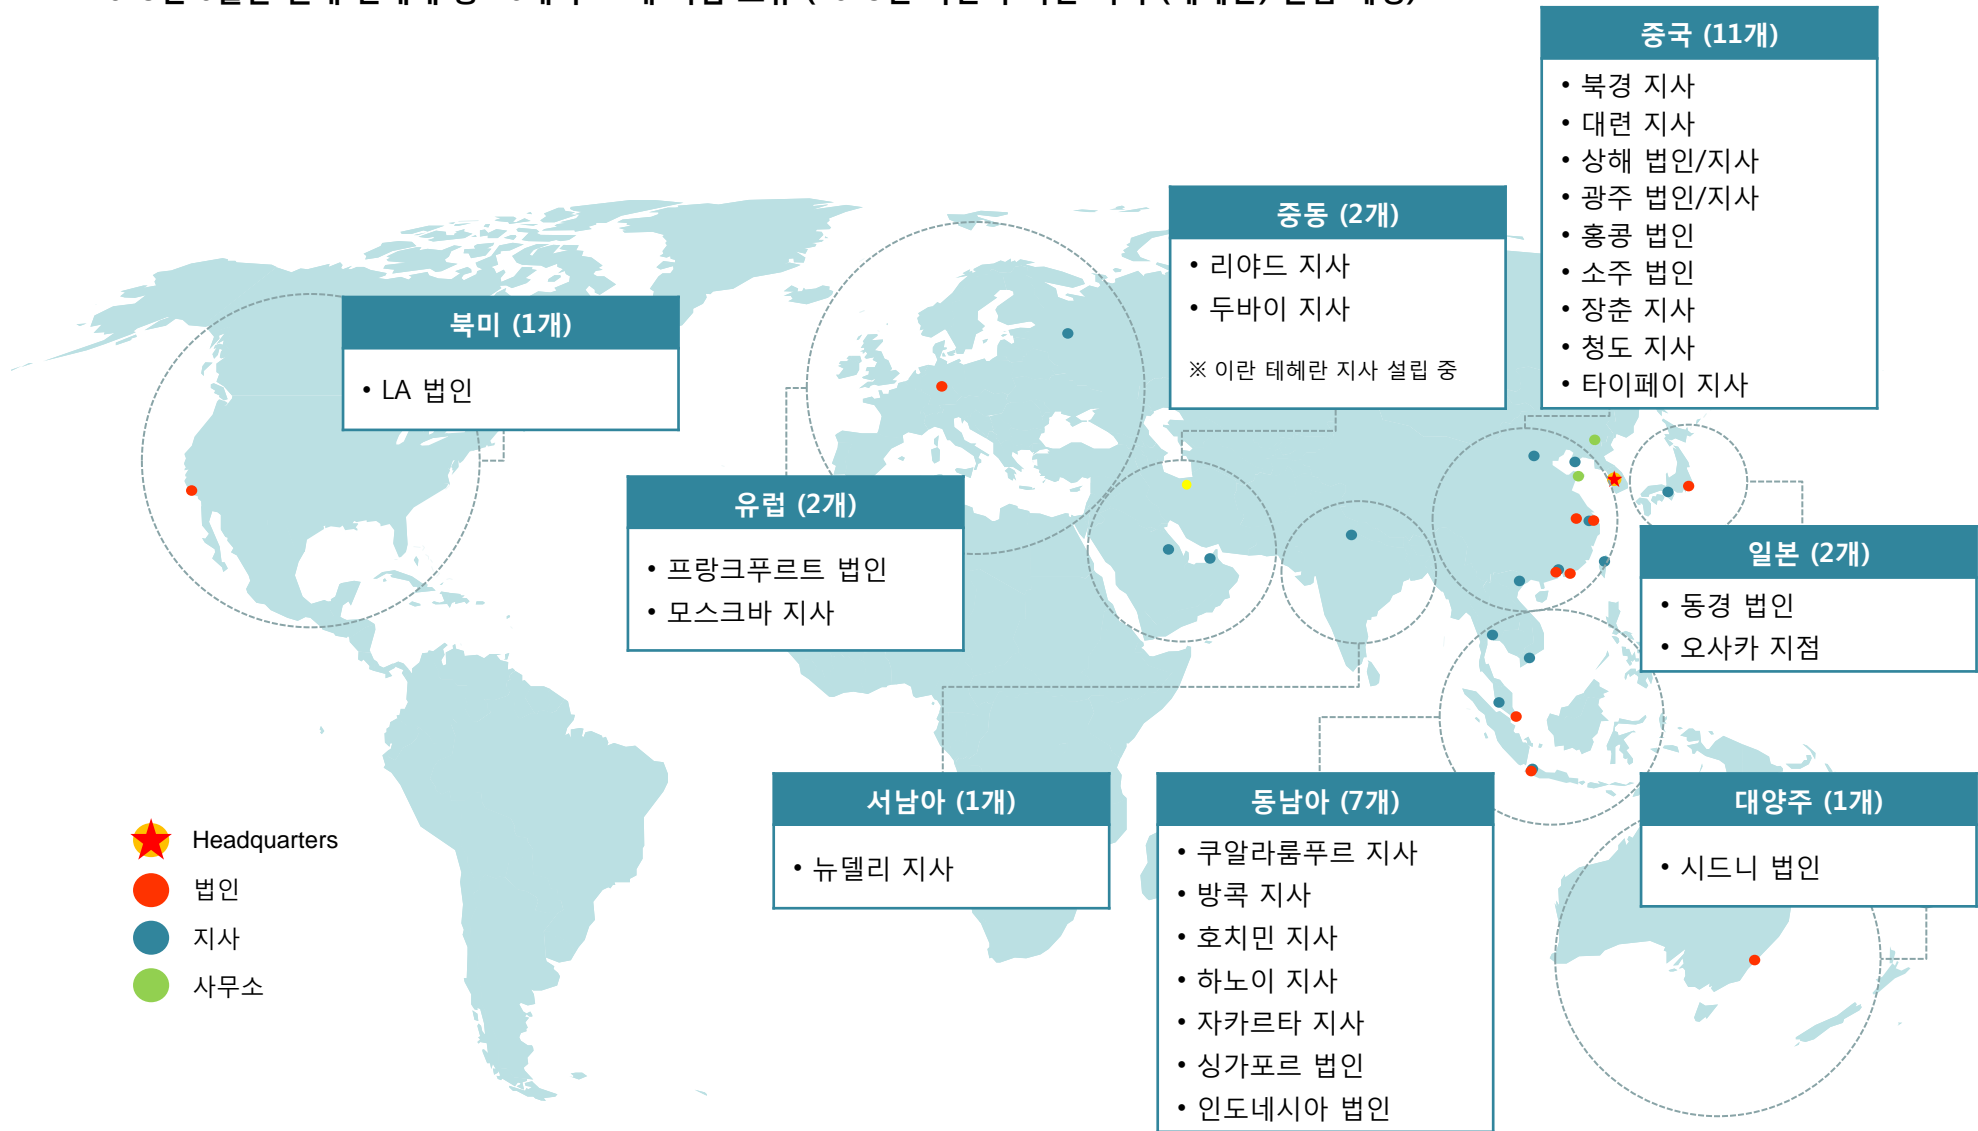 중국 (11개)
• 북경 지사
• 대련 지사
• 상해 법인/지사
• 광주 법인/지사
• 홍콩 법인
• 소주 법인
• 장춘 지사
• 청도 지사
• 타이페이 지사
중동 (2개)
• 리야드 지사
• 두바이 지사
※ 이란 테헤란 지사 설립 중
북미 (1개)
• LA 법인
유럽 (2개)
• 프랑크푸르트 법인
• 모스크바 지사
일본 (2개)
• 동경 법인
• 오사카 지점
서남아 (1개)
• 뉴델리 지사
동남아 (7개)
• 쿠알라룸푸르 지사
• 방콕 지사
• 호치민 지사
• 하노이 지사
• 자카르타 지사
• 싱가포르 법인
• 인도네시아 법인
대양주 (1개)
• 시드니 법인
Headquarters
법인
지사
사무소